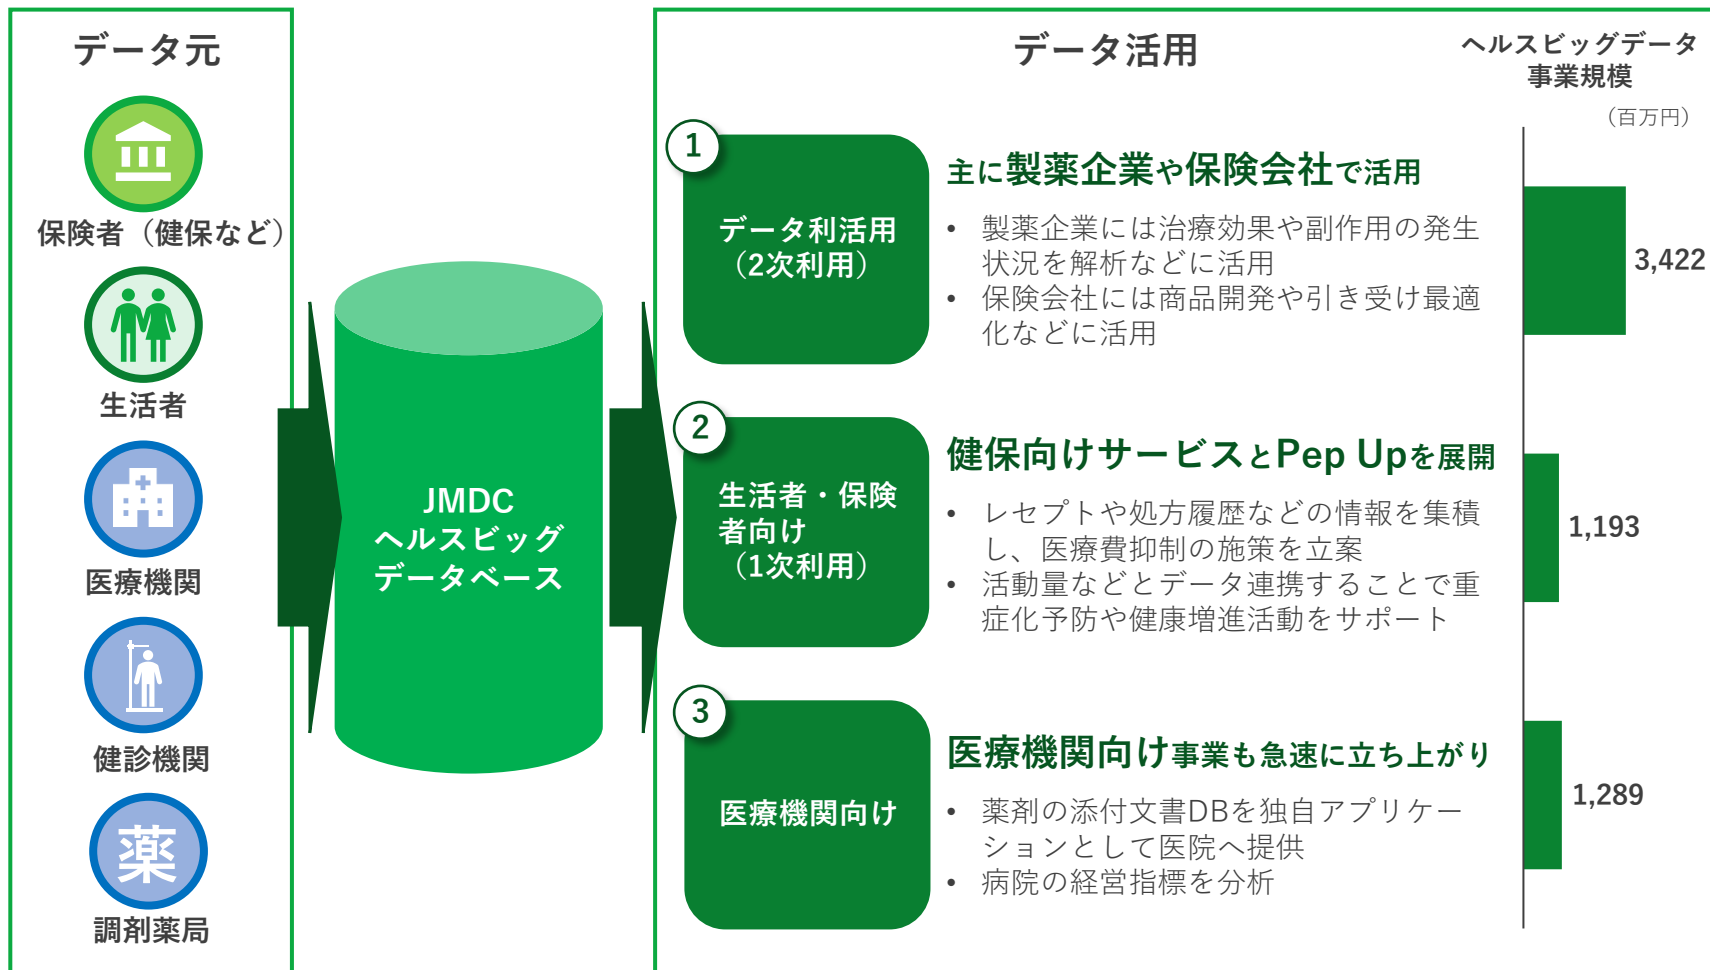 データ元
保険者（健保など）
生活者
医療機関
健診機関
薬
調剤薬局
JMDC
ヘルスビッグ
データベース
データ活用
ヘルスビッグデータ
事業規模
（百万円）
1
データ利活用
（2次利用）
主に製薬企業や保険会社で活用
• 製薬企業には治療効果や副作用の発生
状況を解析などに活用
• 保険会社には商品開発や引き受け最適
化などに活用
3,422
2
生活者・保険
者向け
（1次利用）
健保向けサービスとPep Upを展開
• レセプトや処方履歴などの情報を集積
し、医療費抑制の施策を立案
• 活動量などとデータ連携することで重
症化予防や健康増進活動をサポート
1,193
3
医療機関向け
医療機関向け事業も急速に立ち上がり
• 薬剤の添付文書DBを独自アプリケー
ションとして医院へ提供
• 病院の経営指標を分析
1,289